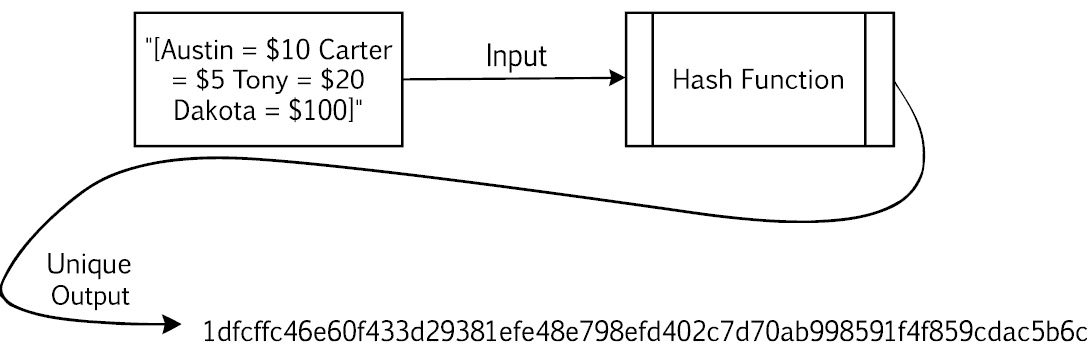 "[Austin = $10 Carter
= $5 Tony = $20
Dakota = $100]"
Input
Hash Function
Unique
Output
1dfcffc46e60f433d29381efe48e798efd402c7d70ab998591f4f859cdac5b6c